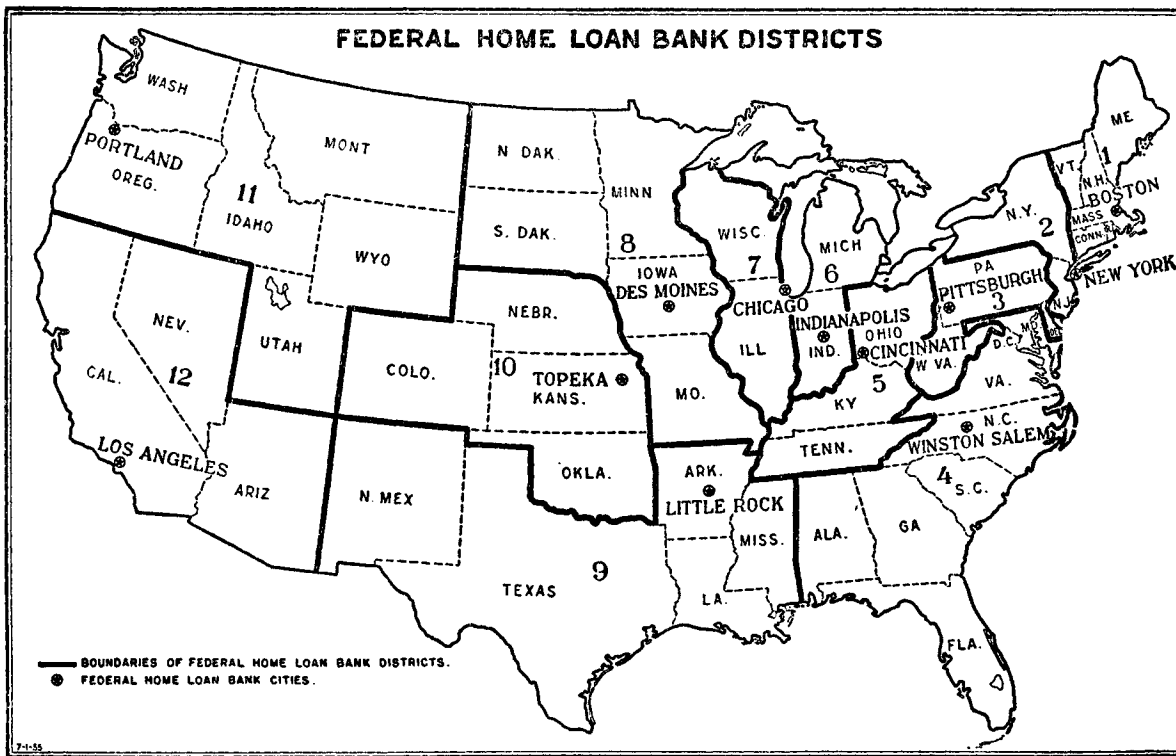 FEDERAL HOME LOAN BANK DISTRICTS
WASH
PORTLAND
OREG.
MONT
11
IDAHO
WYO
N DAK.
S. DAK.
MINN
8
IOWA
DES MOINES
WISC.
7
MICH
6
CHICAGO
ILL
INDIANAPOLIS
IND.
OHIO
CINCINNATI
5
KY
W VA.
TENN.
ME
1
VT.
N.H.
BOSTON
MASS
CONN.
R.I.
N.Y.
2
NEW YORK
PA
PITTSBURGH
3
N.J.
MD.
D.C.
VA.
N.C.
WINSTON SALEM
4
S.C.
NEV.
UTAH
CAL.
12
LOS ANGELES
ARIZ
COLO.
NEBR.
10
TOPEKA
KANS.
MO.
N. MEX
OKLA.
ARK.
LITTLE ROCK
MISS.
ALA.
GA
TEXAS
9
LA.
FLA.
BOUNDARIES OF FEDERAL HOME LOAN BANK DISTRICTS.
FEDERAL HOME LOAN BANK CITIES.
7-1-55